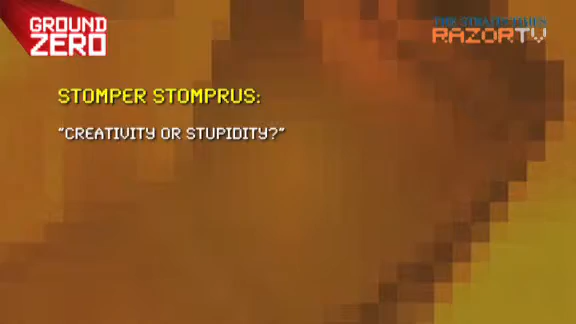 GROUND
ZERO
THE STRAITS TIMES
RAZORTV
STOMPER STOMPRUS:
"CREATIVITY OR STUPIDITY?"